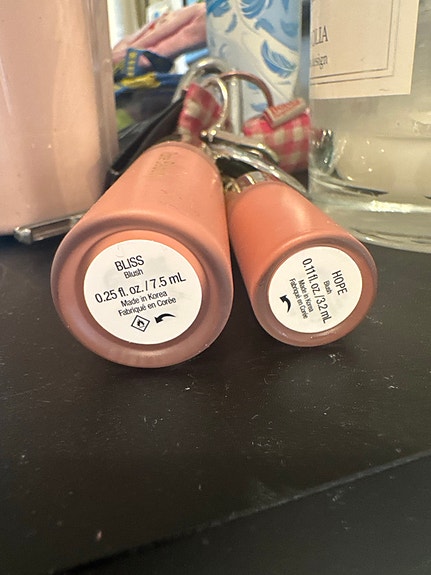 BLISS
Blush
0.25 fl. oz. / 7.5 mL
Made in Korea
Fabriqué en Corée
HOPE
Blush
0.11 fl. oz. / 3.2 mL
Made in Korea
Fabriqué en Corée